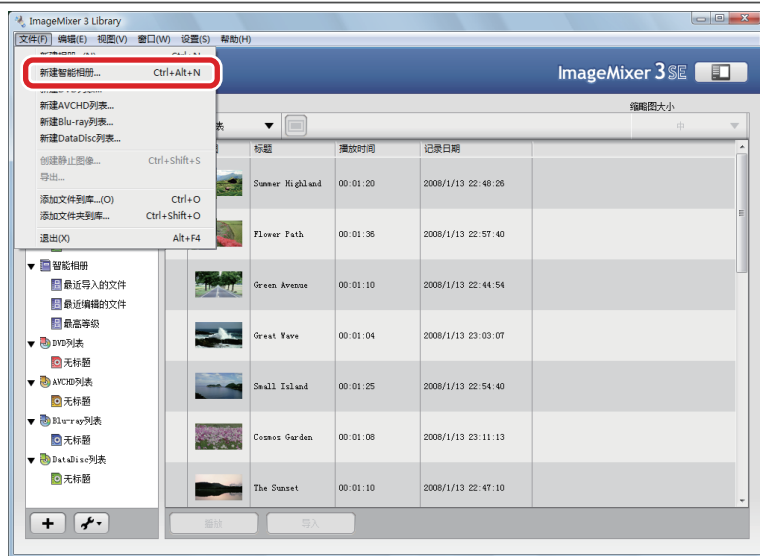 ImageMixer 3 Library
文件(F) 编辑(E) 视图(V) 窗口(W) 设置(S) 帮助(H)
新建智能相册... Ctrl+Alt+N
新建AVCHD列表...
新建Blu-ray列表...
新建DataDisc列表...
创建静止图像... Ctrl+Shift+S
导出...
添加文件到库...(O) Ctrl+O
添加文件夹到库... Ctrl+Shift+O
退出(X) Alt+F4
ImageMixer 3 SE
缩略图大小
表
中
标题 播放时间 记录日期
Summer Highland 00:01:20 2008/1/13 22:48:26
Flower Path 00:01:36 2008/1/13 22:57:40
Green Avenue 00:01:10 2008/1/13 22:44:54
Great Wave 00:01:04 2008/1/13 23:03:07
Small Island 00:01:25 2008/1/13 22:54:40
Cosmos Garden 00:01:08 2008/1/13 23:11:13
The Sunset 00:01:10 2008/1/13 22:47:10
智能相册
最近导入的文件
最近编辑的文件
最高等级
DVD列表
无标题
AVCHD列表
无标题
Blu-ray列表
无标题
DataDisc列表
无标题
导入